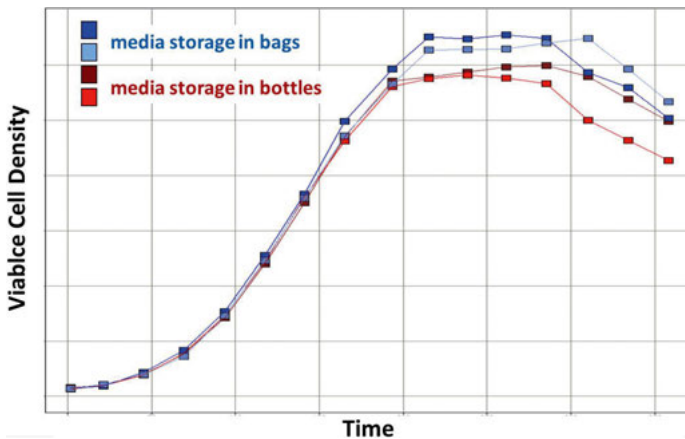 media storage in bags
media storage in bottles
Viablce Cell Density
Time